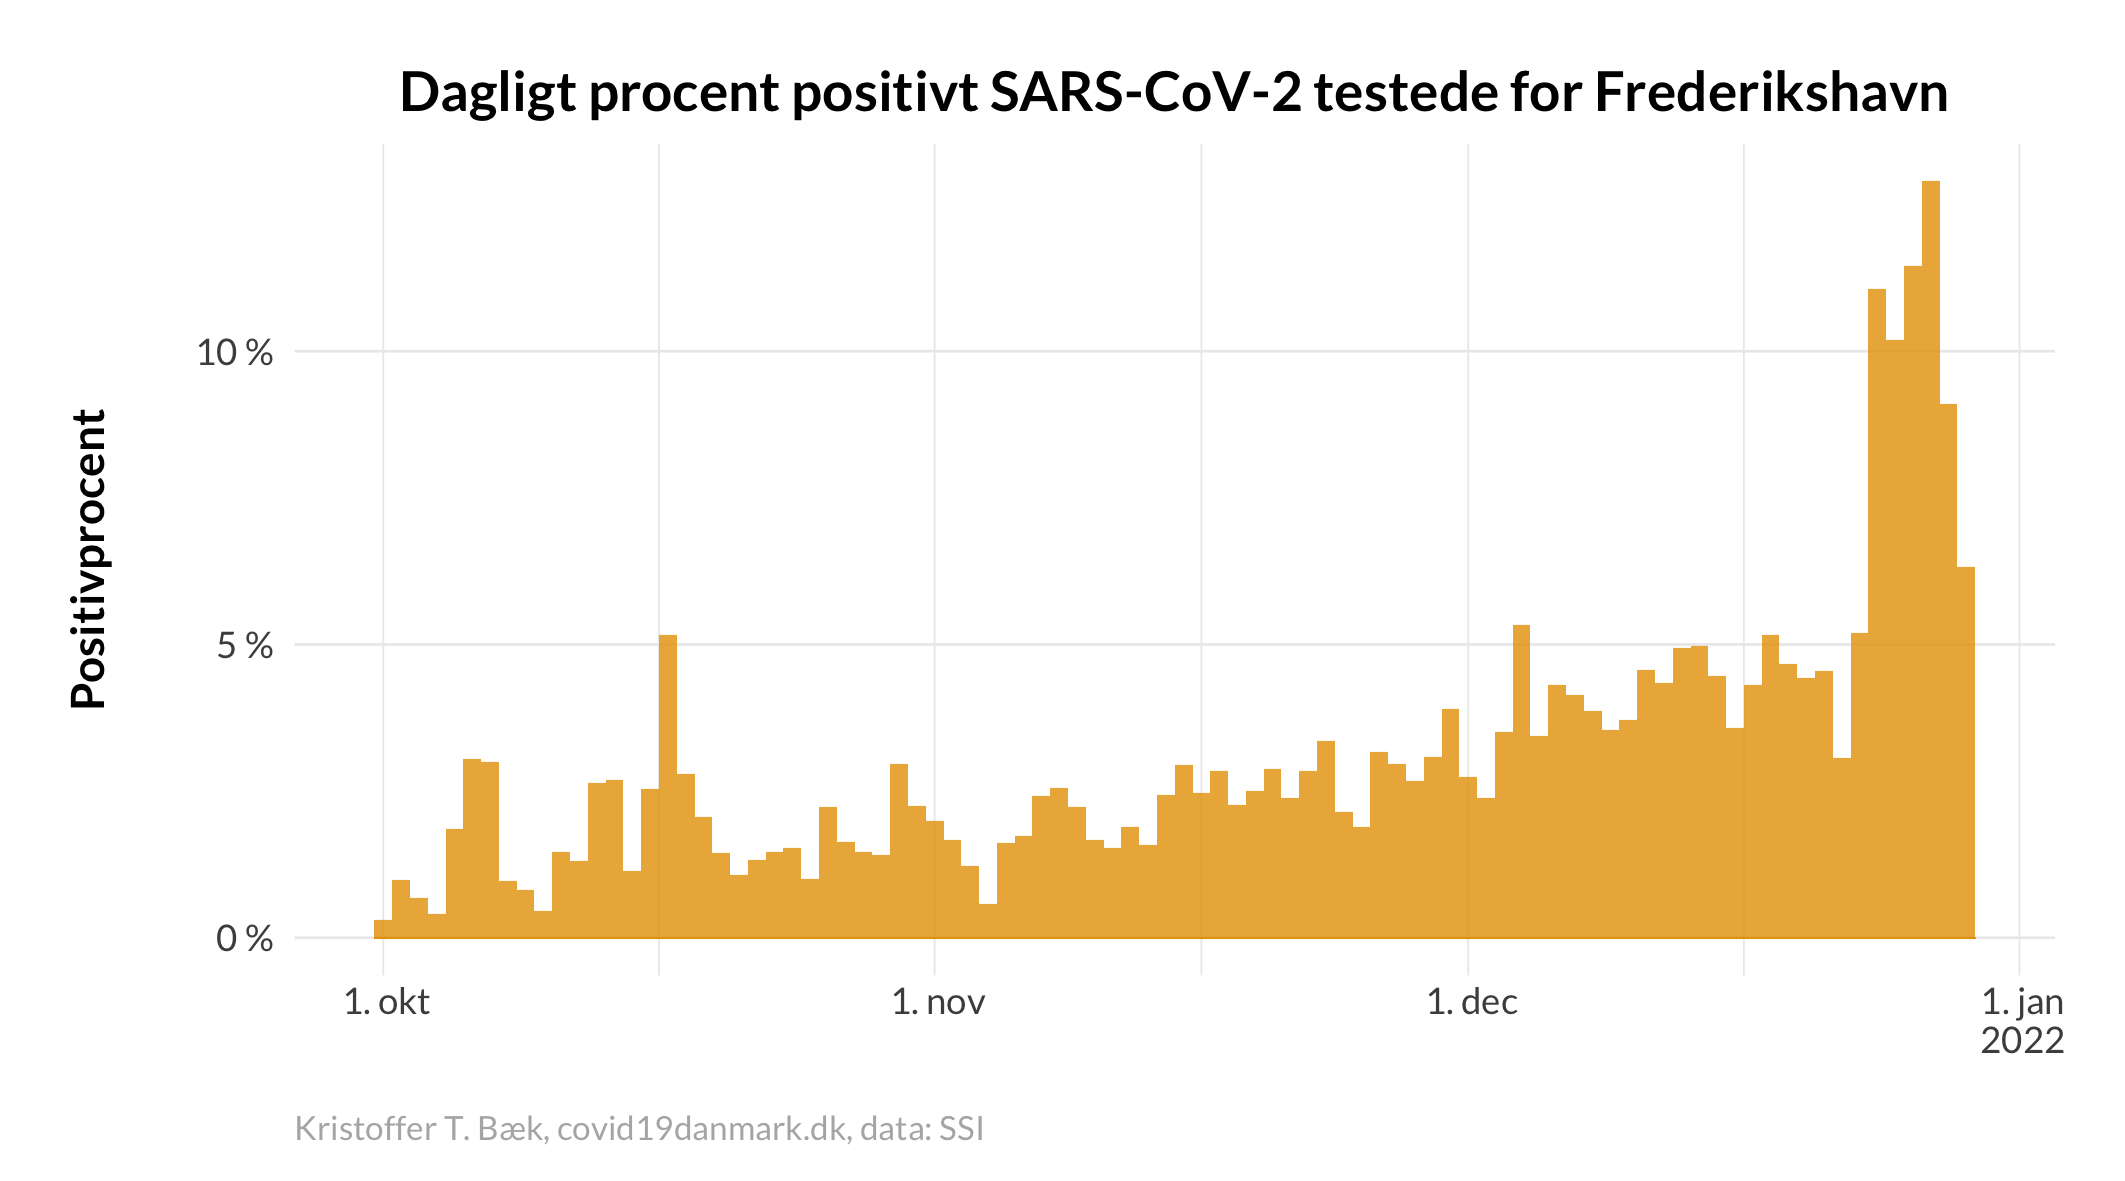 Dagligt procent positivt SARS-CoV-2 testede for Frederikshavn
Positivprocent
10 %
5 %
0 %
1. okt
1. nov
1. dec
1. jan
2022
Kristoffer T. Bæk, covid19danmark.dk, data: SSI